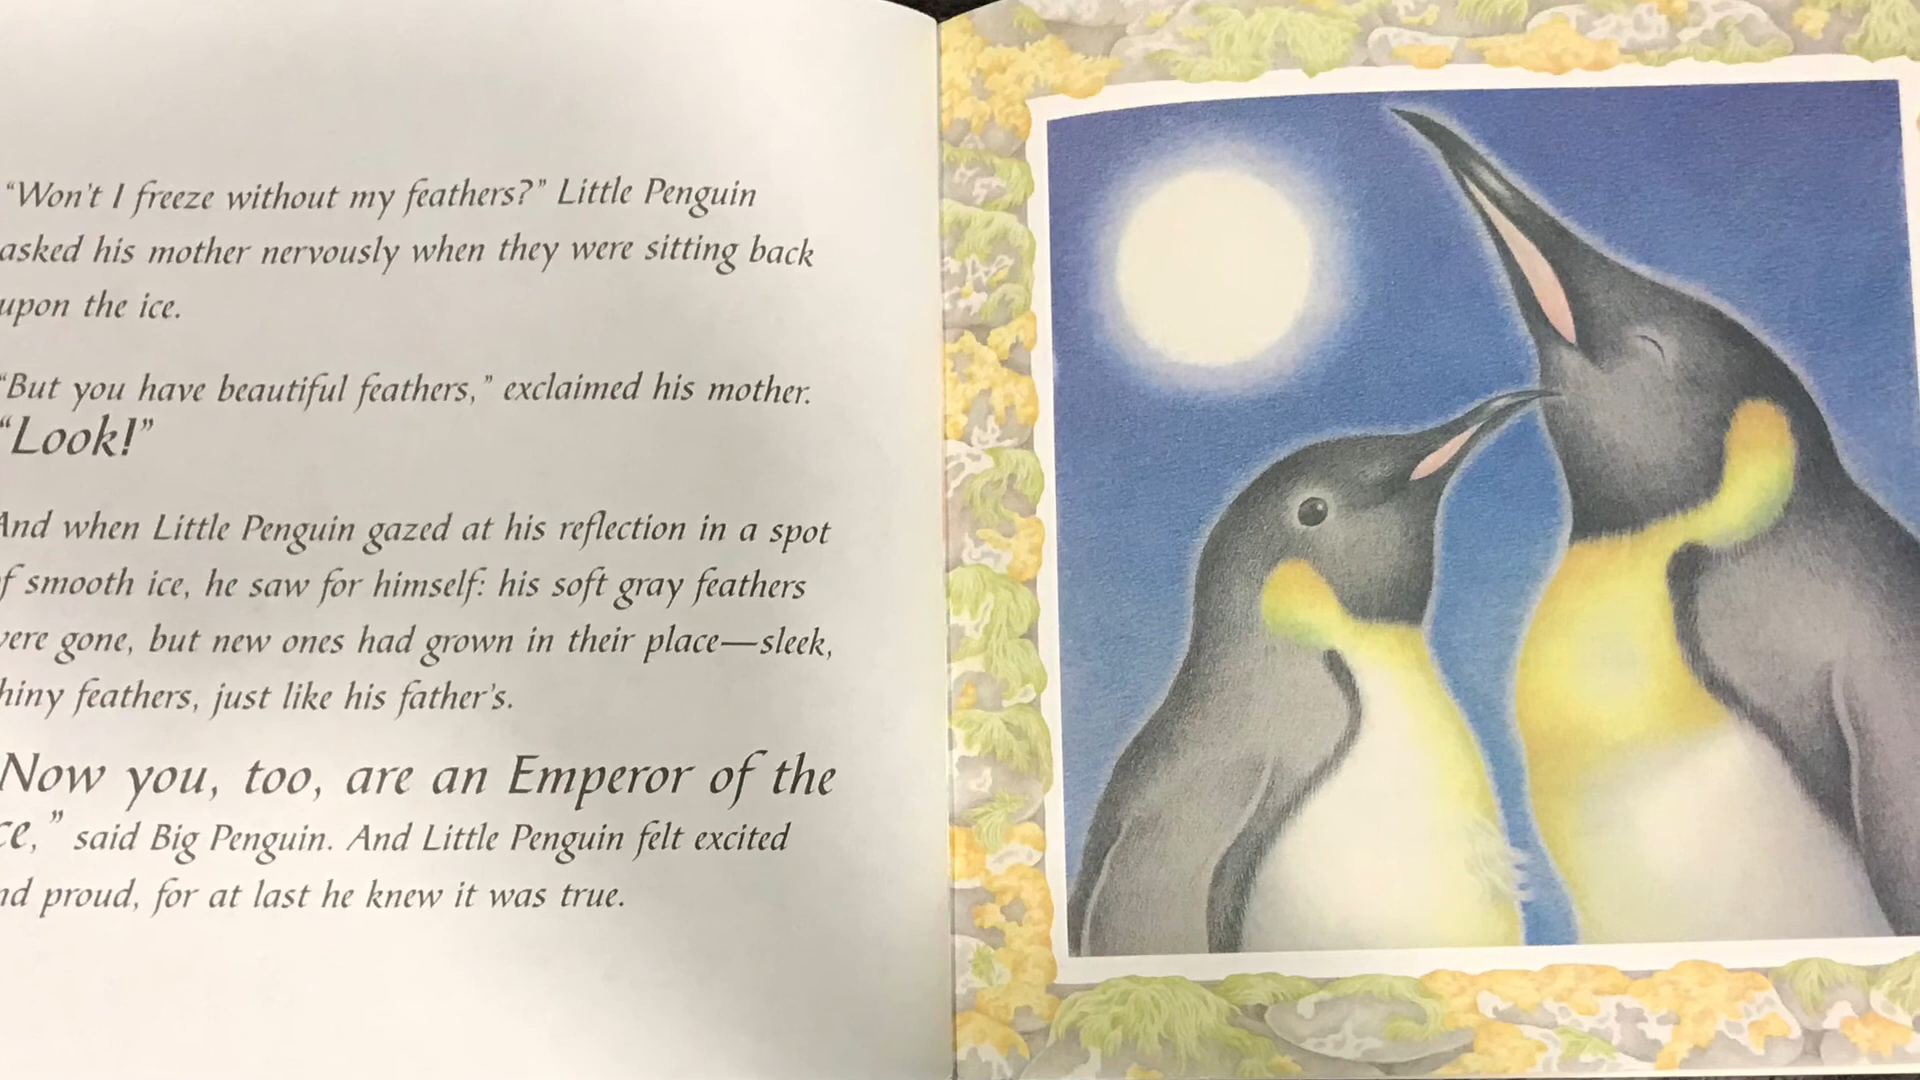 “Won’t I freeze without my feathers?” Little Penguin
asked his mother nervously when they were sitting back
upon the ice.
“But you have beautiful feathers,” exclaimed his mother.
“Look!”
And when Little Penguin gazed at his reflection in a spot
f smooth ice, he saw for himself: his soft gray feathers
were gone, but new ones had grown in their place—sleek,
hiny feathers, just like his father’s.
Now you, too, are an Emperor of the
ce,” said Big Penguin. And Little Penguin felt excited
nd proud, for at last he knew it was true.